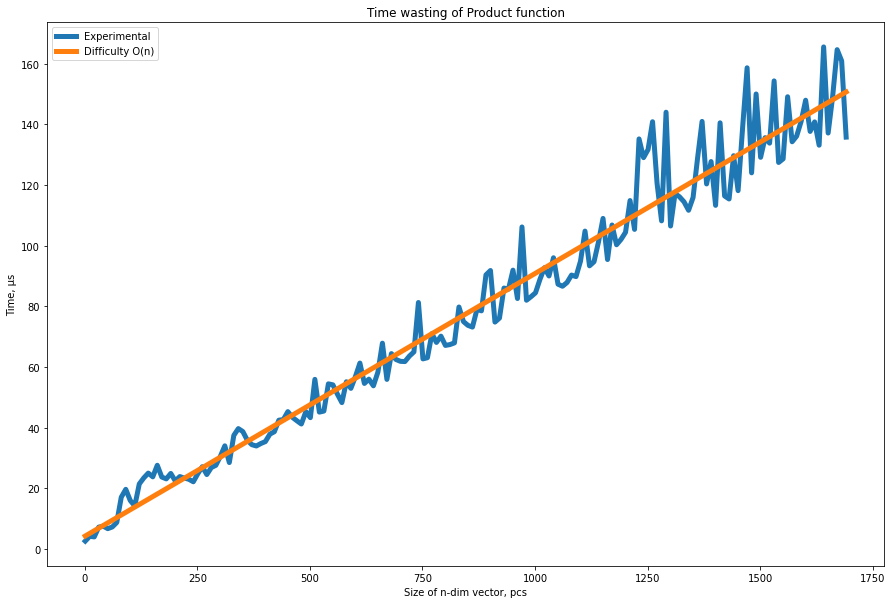 Time wasting of Product function
Experimental
Difficulty O(n)
160
140
120
100
80
60
40
20
0
Time, µs
0 250 500 750 1000 1250 1500 1750
Size of n-dim vector, pcs